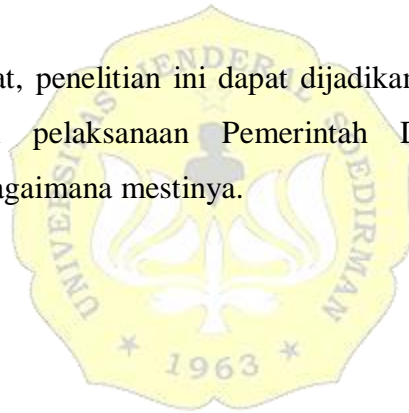 at, penelitian ini dapat dijadikan
pelaksanaan Pemerintah D
agaimana mestinya.
UNIVERSITAS JENDERAL SOEDIRMAN
1963